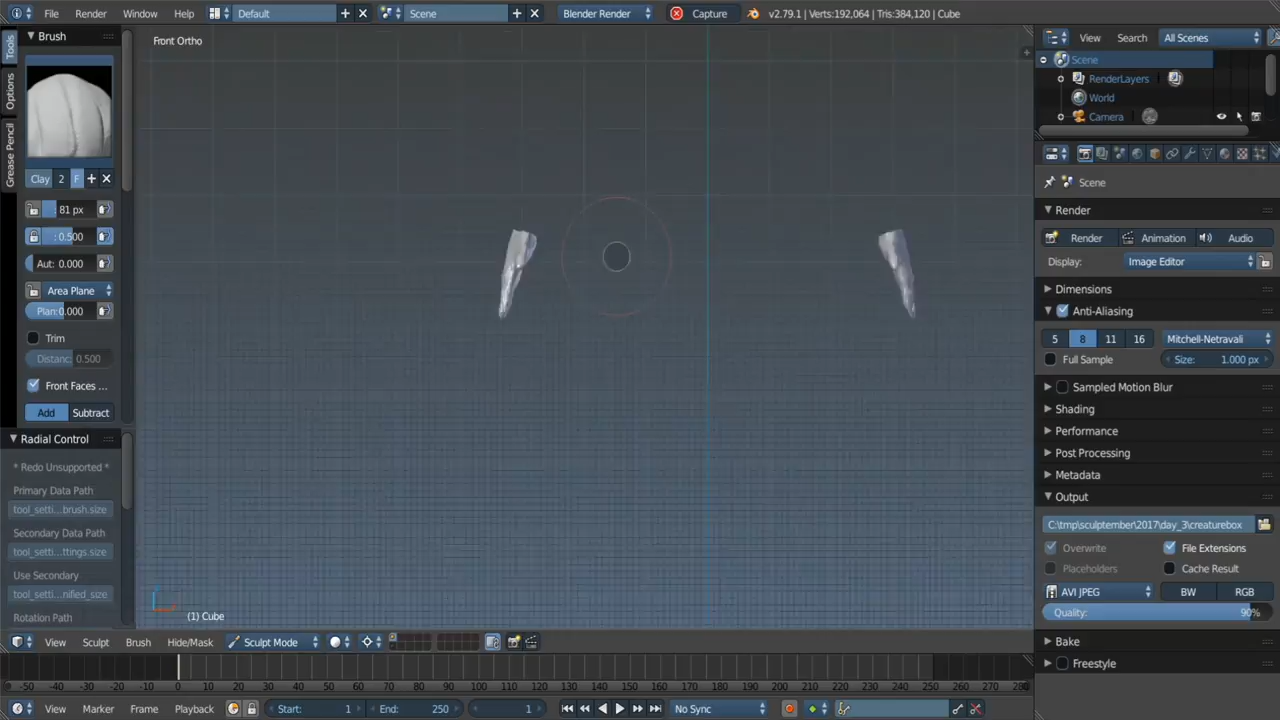 File Render Window Help Default Scene Blender Render Capture v2.79.1 | Verts:192,064 | Tris:384,120 | Cube
Tools
Options
Grease Pencil
Brush
Clay 2 F
: 81 px
: 0.500
Aut: 0.000
Area Plane
Plan: 0.000
Trim
Distanc: 0.500
Front Faces ...
Add Subtract
Radial Control
* Redo Unsupported *
Primary Data Path
tool_setti...brush.size
Secondary Data Path
tool_setti...ttings.size
Use Secondary
tool_setti...nified_size
Rotation Path
Front Ortho
(1) Cube
View Sculpt Brush Hide/Mask Sculpt Mode
-50 -40 -30 -20 -10 0 10 20 30 40 50 60 70 80 90 100 110 120 130 140 150 160 170 180 190 200 210 220 230 240 250 260 270 280
View Marker Frame Playback Start: 1 End: 250 1 No Sync
View Search All Scenes
Scene
RenderLayers
World
Camera
Scene
Render
Render Animation Audio
Display: Image Editor
Dimensions
Anti-Aliasing
5 8 11 16 Mitchell-Netravali
Full Sample Size: 1.000 px
Sampled Motion Blur
Shading
Performance
Post Processing
Metadata
Output
C:\tmp\sculptember\2017\day_3\creaturebox
Overwrite File Extensions
Placeholders Cache Result
AVI JPEG BW RGB
Quality: 90%
Bake
Freestyle